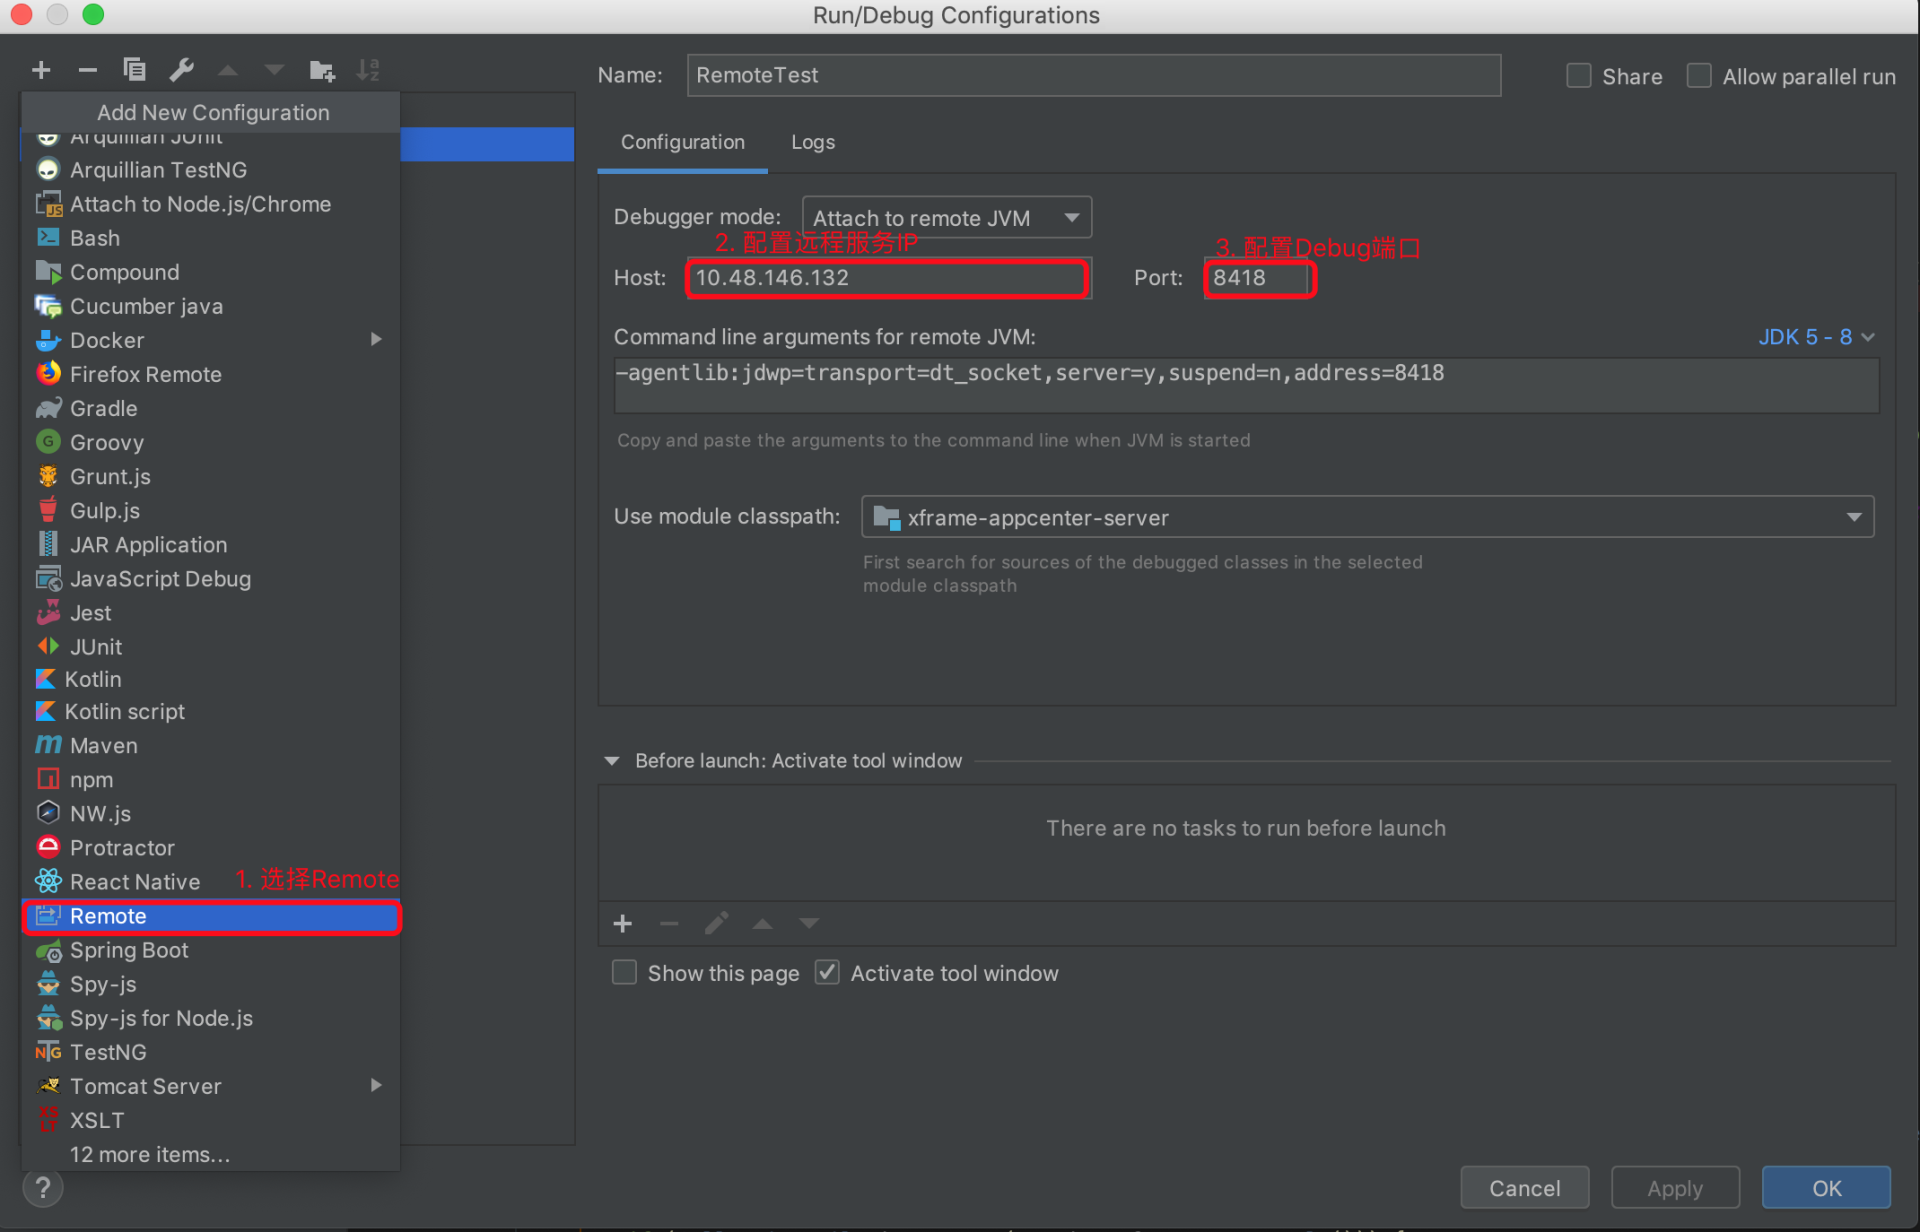 Run/Debug Configurations
Add New Configuration
Arquillian JUnit
Arquillian TestNG
Attach to Node.js/Chrome
Bash
Compound
Cucumber java
Docker
Firefox Remote
Gradle
Groovy
Grunt.js
Gulp.js
JAR Application
JavaScript Debug
Jest
JUnit
Kotlin
Kotlin script
Maven
npm
NW.js
Protractor
React Native
1. 选择Remote
Remote
Spring Boot
Spy-js
Spy-js for Node.js
TestNG
Tomcat Server
XSLT
12 more items...
Name: RemoteTest
Share Allow parallel run
Configuration Logs
Debugger mode: Attach to remote JVM
2. 配置远程服务IP 3. 配置Debug端口
Host: 10.48.146.132 Port: 8418
Command line arguments for remote JVM: JDK 5 - 8
-agentlib:jdwp=transport=dt_socket,server=y,suspend=n,address=8418
Copy and paste the arguments to the command line when JVM is started
Use module classpath: xframe-appcenter-server
First search for sources of the debugged classes in the selected
module classpath
Before launch: Activate tool window
There are no tasks to run before launch
Show this page Activate tool window
? Cancel Apply OK